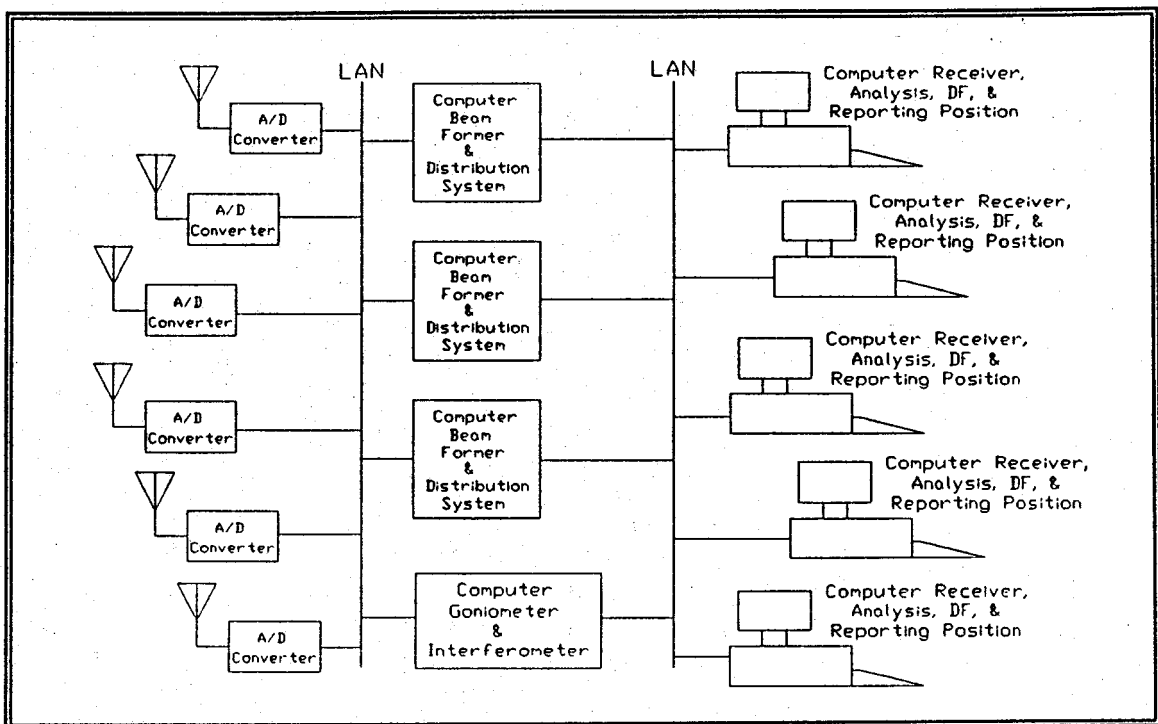 LAN
LAN
A/D
Converter
A/D
Converter
A/D
Converter
A/D
Converter
A/D
Converter
A/D
Converter
Computer
Beam
Former
&
Distribution
System
Computer
Beam
Former
&
Distribution
System
Computer
Beam
Former
&
Distribution
System
Computer
Goniometer
&
Interferometer
Computer Receiver,
Analysis, DF, &
Reporting Position
Computer Receiver,
Analysis, DF, &
Reporting Position
Computer Receiver,
Analysis, DF, &
Reporting Position
Computer Receiver,
Analysis, DF, &
Reporting Position
Computer Receiver,
Analysis, DF, &
Reporting Position